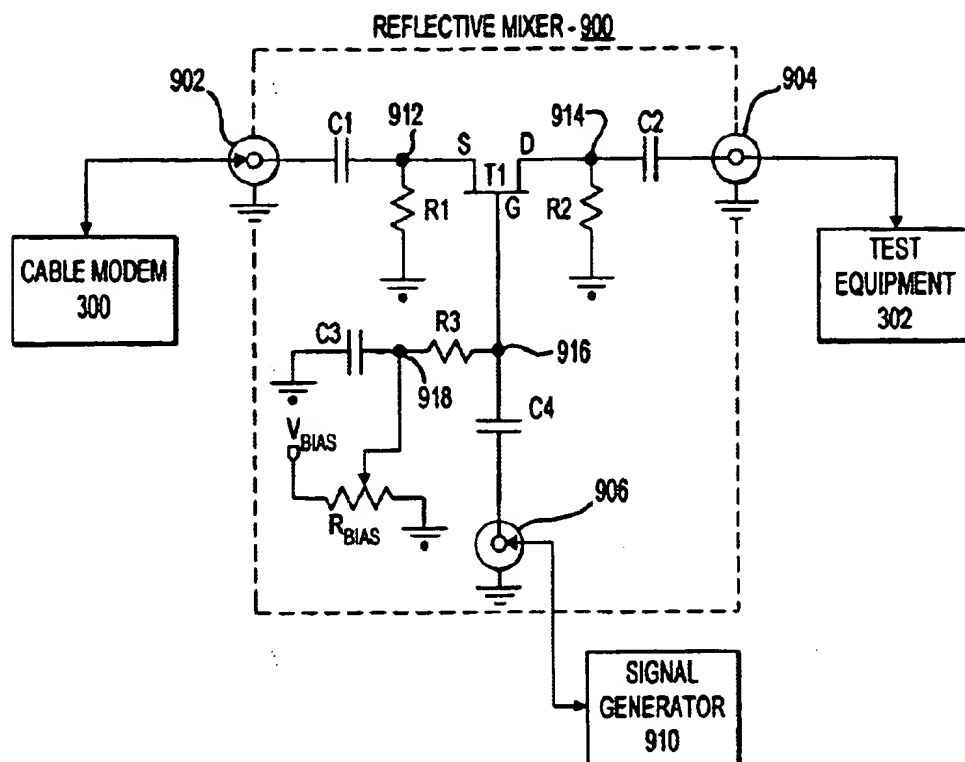 REFLECTIVE MIXER - 900
902
904
C1
912
914
C2
S
D
T1
G
R1
R2
CABLE MODEM
300
TEST
EQUIPMENT
302
C3
R3
916
918
C4
VBIAS
RBIAS
906
SIGNAL
GENERATOR
910